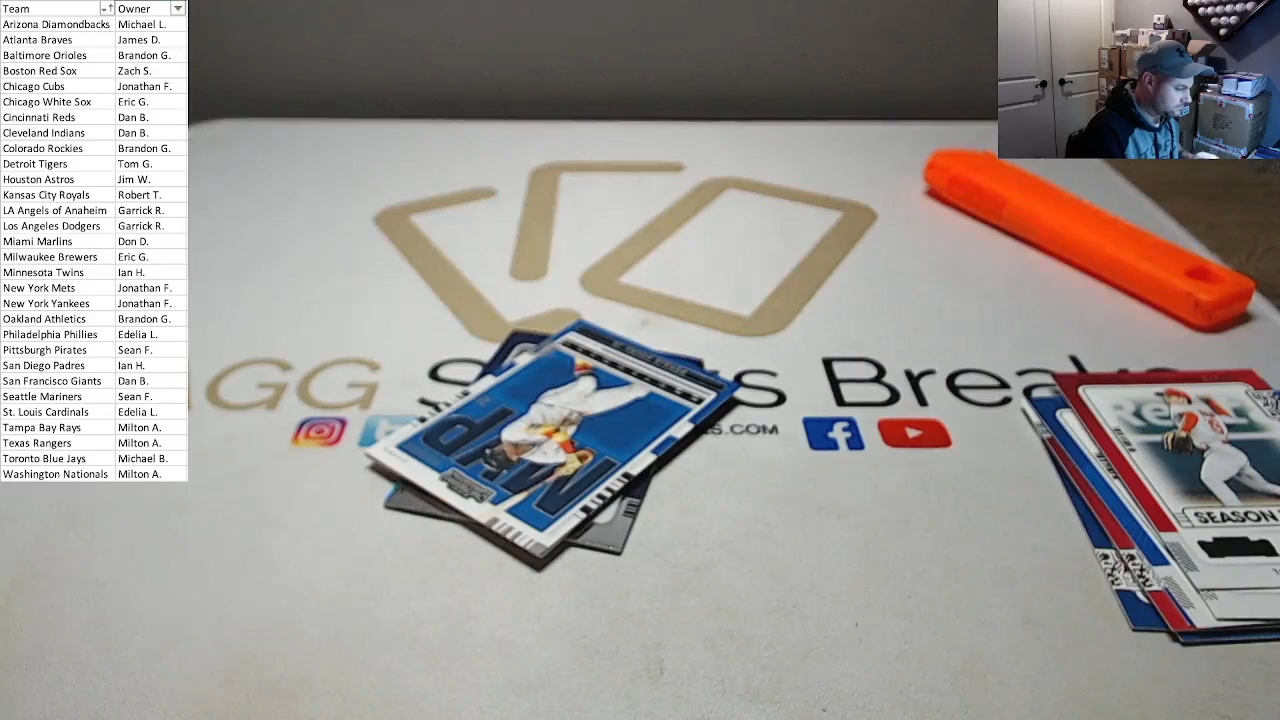 Team Owner
Arizona Diamondbacks Michael L.
Atlanta Braves James D.
Baltimore Orioles Brandon G.
Boston Red Sox Zach S.
Chicago Cubs Jonathan F.
Chicago White Sox Eric G.
Cincinnati Reds Dan B.
Cleveland Indians Dan B.
Colorado Rockies Brandon G.
Detroit Tigers Tom G.
Houston Astros Jim W.
Kansas City Royals Robert T.
LA Angels of Anaheim Garrick R.
Los Angeles Dodgers Garrick R.
Miami Marlins Don D.
Milwaukee Brewers Eric G.
Minnesota Twins Ian H.
New York Mets Jonathan F.
New York Yankees Jonathan F.
Oakland Athletics Brandon G.
Philadelphia Phillies Edelia L.
Pittsburgh Pirates Sean F.
San Diego Padres Ian H.
San Francisco Giants Dan B.
Seattle Mariners Sean F.
St. Louis Cardinals Edelia L.
Tampa Bay Rays Milton A.
Texas Rangers Milton A.
Toronto Blue Jays Michael B.
Washington Nationals Milton A.
GG Breaks
.COM
MVP
SEASON